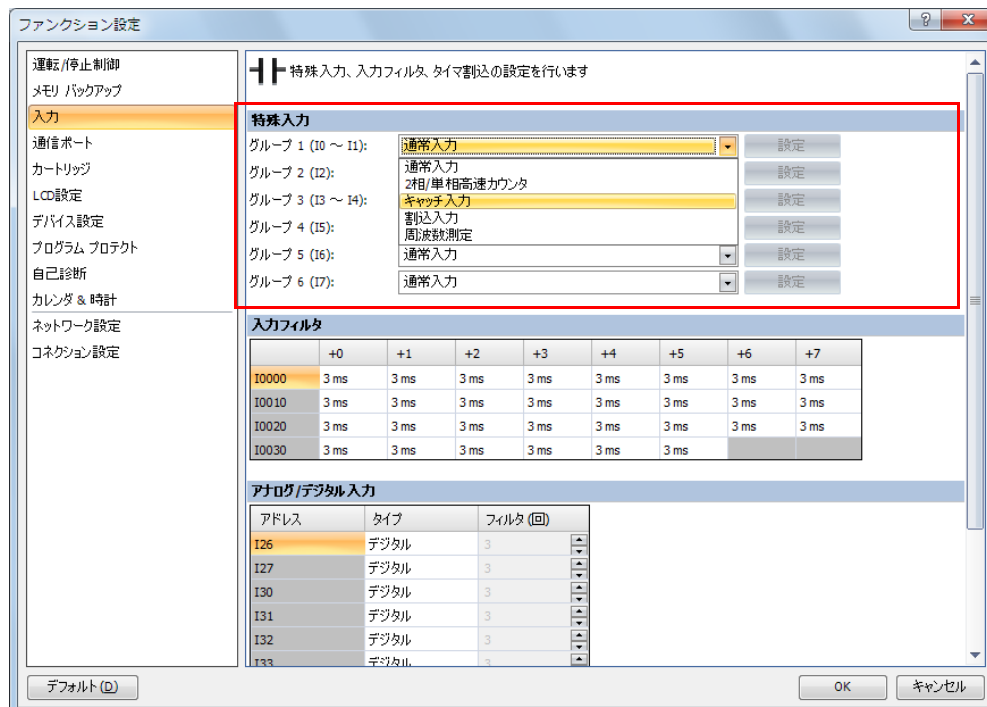 ファンクション設定
運転/停止制御
メモリ バックアップ
入力
通信ポート
カートリッジ
LCD設定
デバイス設定
プログラム プロテクト
自己診断
カレンダ & 時計
ネットワーク設定
コネクション設定
特殊入力、入力フィルタ、タイマ割込の設定を行います
特殊入力
グループ 1 (I0 ～ I1): 通常入力 設定
グループ 2 (I2): 設定
グループ 3 (I3 ～ I4): 設定
グループ 4 (I5): 設定
通常入力
2相/単相高速カウンタ
キャッチ入力
割込入力
周波数測定
グループ 5 (I6): 通常入力 設定
グループ 6 (I7): 通常入力 設定
入力フィルタ
+0 +1 +2 +3 +4 +5 +6 +7
I0000 3 ms 3 ms 3 ms 3 ms 3 ms 3 ms 3 ms 3 ms
I0010 3 ms 3 ms 3 ms 3 ms 3 ms 3 ms 3 ms 3 ms
I0020 3 ms 3 ms 3 ms 3 ms 3 ms 3 ms 3 ms 3 ms
I0030 3 ms 3 ms 3 ms 3 ms 3 ms 3 ms
アナログ/デジタル入力
アドレス タイプ フィルタ (回)
I26 デジタル 3
I27 デジタル 3
I30 デジタル 3
I31 デジタル 3
I32 デジタル 3
I33 デジタル 3
デフォルト (D) OK キャンセル